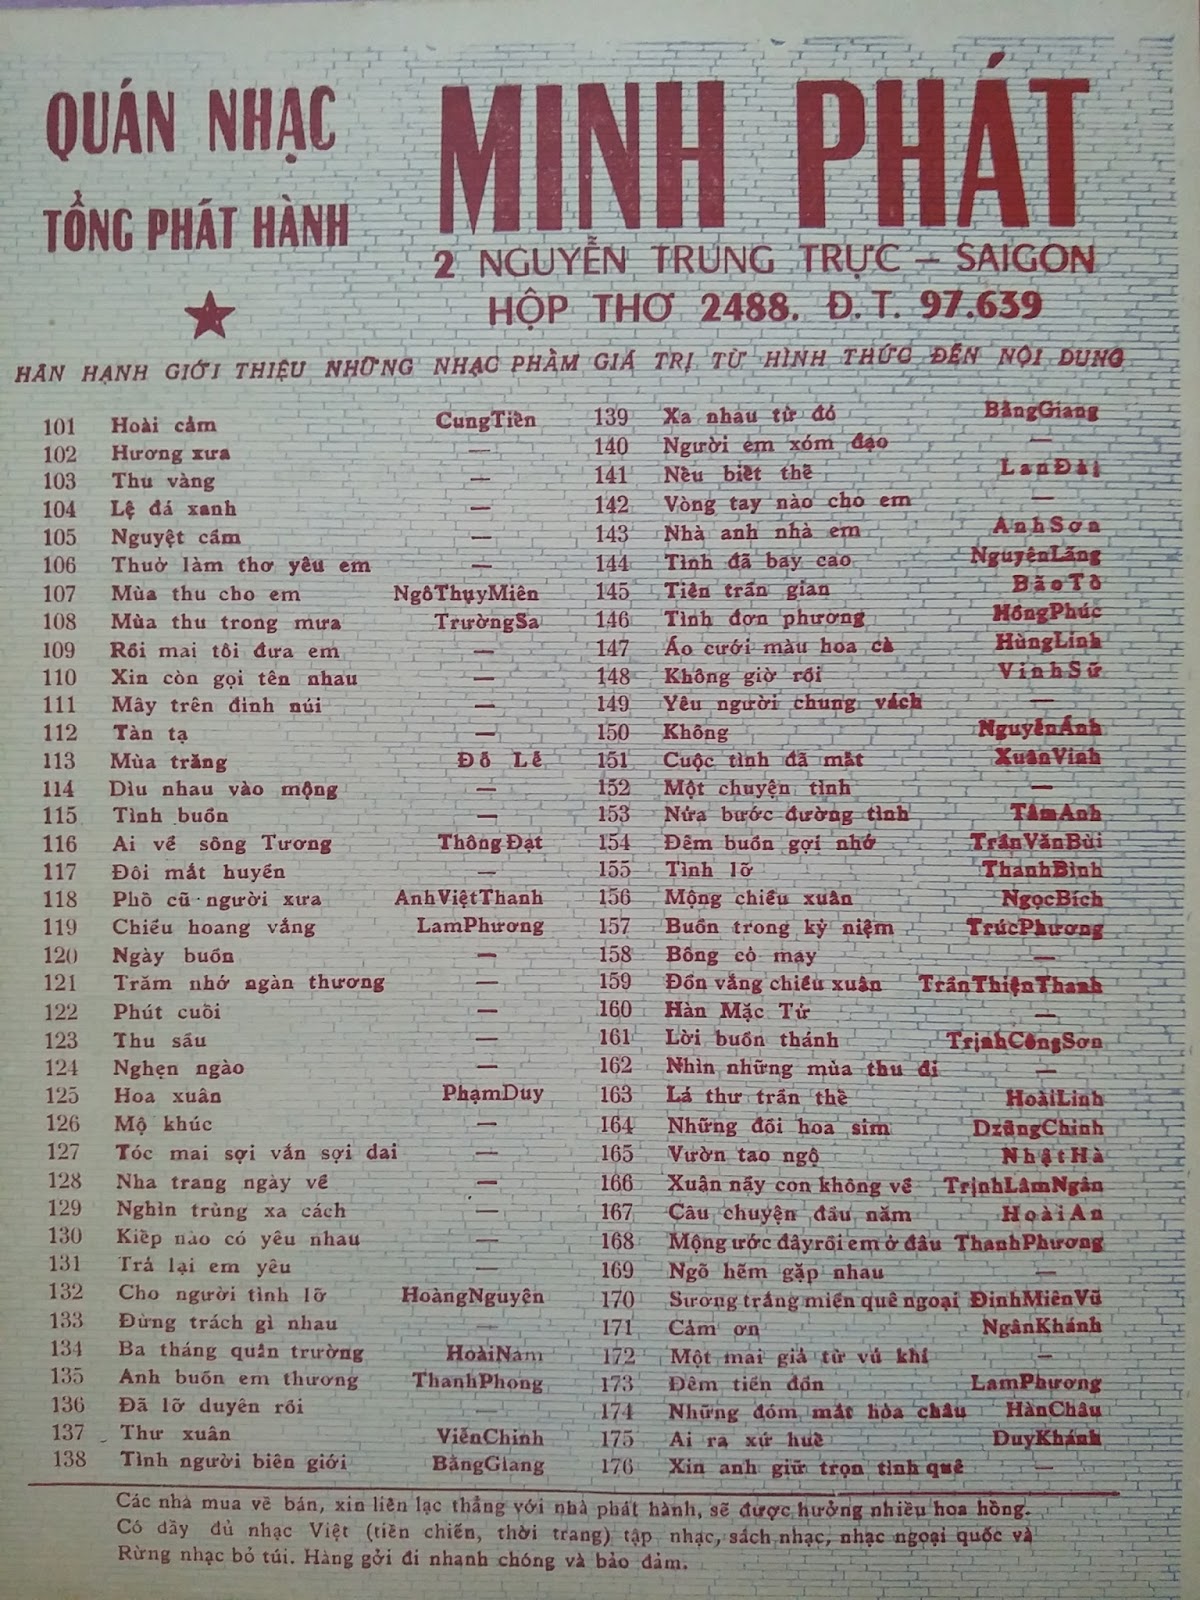 QUÁN NHẠC
TỔNG PHÁT HÀNH
MINH PHÁT
2 NGUYỄN TRUNG TRỰC — SAIGON
HỘP THƠ 2488. Đ.T. 97.639
HÂN HẠNH GIỚI THIỆU NHỮNG NHẠC PHẨM GIÁ TRỊ TỪ HÌNH THỨC ĐẾN NỘI DUNG
101 Hoài cảm CungTiến
102 Hương xưa —
103 Thu vàng —
104 Lệ đá xanh —
105 Nguyệt cầm —
106 Thuở làm thơ yêu em —
107 Mùa thu cho em NgôThụyMiên
108 Mùa thu trong mưa TrườngSa
109 Rồi mai tôi đưa em —
110 Xin còn gọi tên nhau —
111 Mây trên đỉnh núi —
112 Tàn tạ —
113 Mùa trăng Đỗ Lễ
114 Dìu nhau vào mộng —
115 Tình buồn —
116 Ai về sông Tương ThôngĐạt
117 Đôi mắt huyền —
118 Phố cũ người xưa AnhViệtThanh
119 Chiều hoang vắng LamPhương
120 Ngày buồn —
121 Trăm nhớ ngàn thương —
122 Phút cuối —
123 Thu sầu —
124 Nghẹn ngào —
125 Hoa xuân PhạmDuy
126 Mộ khúc —
127 Tóc mai sợi vắn sợi dai —
128 Nha trang ngày về —
129 Nghìn trùng xa cách —
130 Kiếp nào có yêu nhau —
131 Trả lại em yêu —
132 Cho người tình lỡ HoàngNguyên
133 Đừng trách gì nhau —
134 Ba tháng quân trường HoàiNam
135 Anh buồn em thương ThanhPhong
136 Đã lỡ duyên rồi —
137 Thư xuân ViễnChinh
138 Tình người biên giới BằngGiang
139 Xa nhau từ đó BằngGiang
140 Người em xóm đạo —
141 Nếu biết thế LanĐài
142 Vòng tay nào cho em —
143 Nhà anh nhà em AnhSơn
144 Tình đã bay cao NguyênLãng
145 Tiên trần gian BảoTố
146 Tình đơn phương HồngPhúc
147 Áo cưới màu hoa cà HùngLinh
148 Không giờ rồi VinhSử
149 Yêu người chung vách —
150 Không NguyễnÁnh
151 Cuộc tình đã mất XuânVinh
152 Một chuyện tình —
153 Nửa bước đường tình TâmAnh
154 Đêm buồn gợi nhớ TrầnVănBùi
155 Tình lỡ ThanhBình
156 Mộng chiều xuân NgọcBích
157 Buồn trong kỷ niệm TrúcPhương
158 Bông cỏ may —
159 Đồn vắng chiều xuân TrầnThiệnThanh
160 Hàn Mặc Tử —
161 Lời buồn thánh TrịnhCôngSơn
162 Nhìn những mùa thu đi —
163 Lá thư trần thế HoàiLinh
164 Những đồi hoa sim DzũngChinh
165 Vườn tao ngộ NhậtHà
166 Xuân nầy con không về TrịnhLâmNgân
167 Câu chuyện đầu năm HoàiAn
168 Mộng ước đây rồi em ở đâu ThanhPhương
169 Ngõ hẽm gặp nhau —
170 Sương trắng miền quê ngoại ĐinhMiênVũ
171 Cảm ơn NgânKhánh
172 Một mai giả từ vủ khí —
173 Đêm tiền đồn LamPhương
174 Những đóm mắt hỏa châu HànChâu
175 Ai ra xứ huế DuyKhánh
176 Xin anh giữ trọn tình quê —
Các nhà mua về bán, xin liên lạc thẳng với nhà phát hành, sẽ được hưởng nhiều hoa hồng.
Có dầy đủ nhạc Việt (tiền chiến, thời trang) tập nhạc, sách nhạc, nhạc ngoại quốc và
Rừng nhạc bỏ túi. Hàng gởi đi nhanh chóng và bảo đảm.